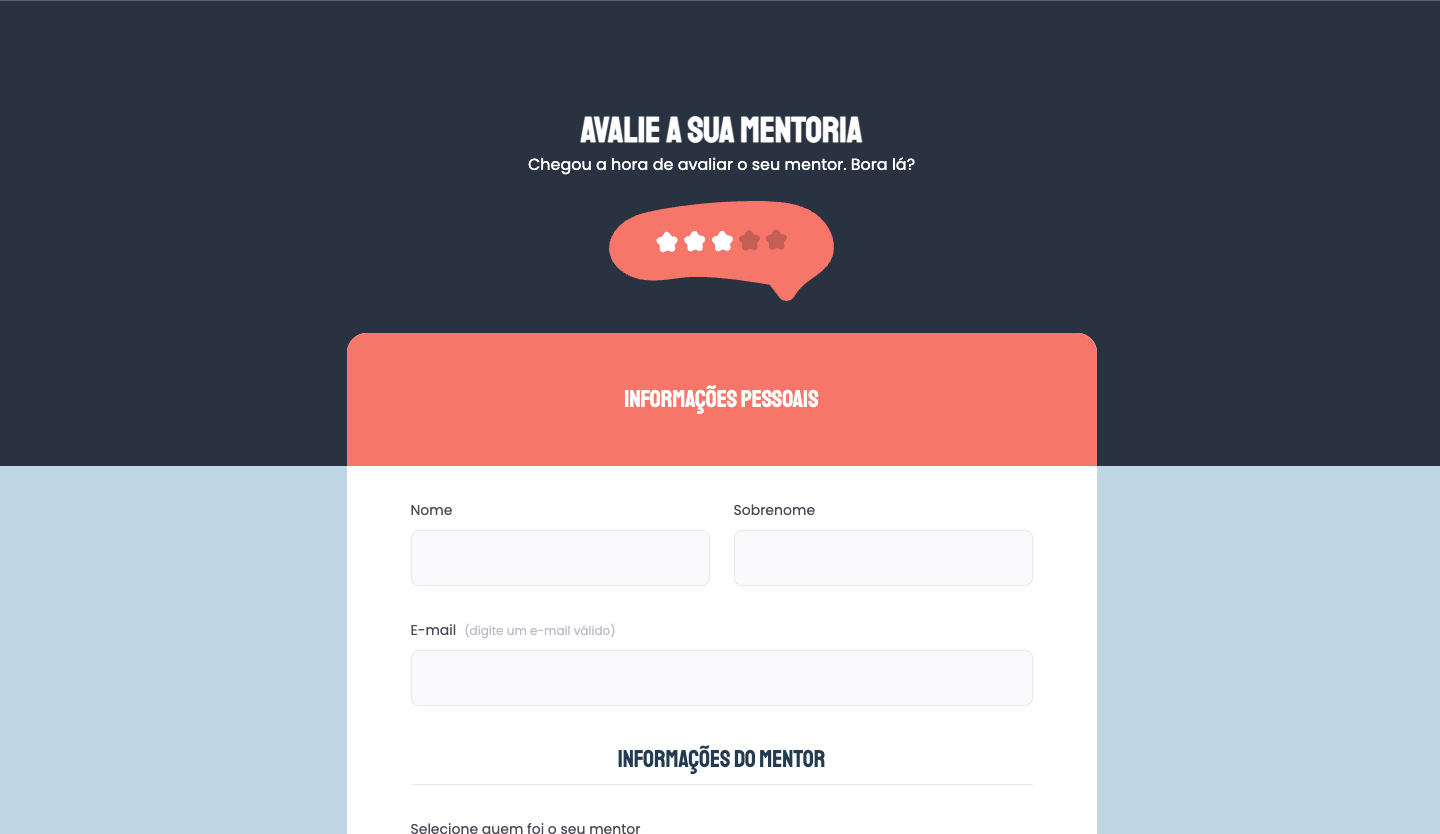 AVALIE A SUA MENTORIA
Chegou a hora de avaliar o seu mentor. Bora lá?
INFORMAÇÕES PESSOAIS
Nome
Sobrenome
E-mail (digite um e-mail válido)
INFORMAÇÕES DO MENTOR
Selecione quem foi o seu mentor